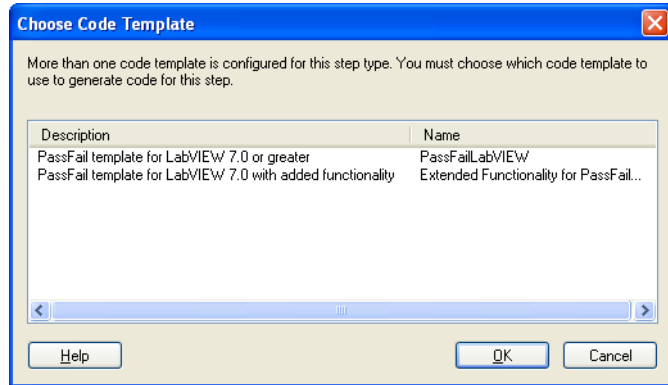 Choose Code Template
More than one code template is configured for this step type. You must choose which code template to
use to generate code for this step.
Description Name
PassFail template for LabVIEW 7.0 or greater PassFailLabVIEW
PassFail template for LabVIEW 7.0 with added functionality Extended Functionality for PassFail...
Help OK Cancel